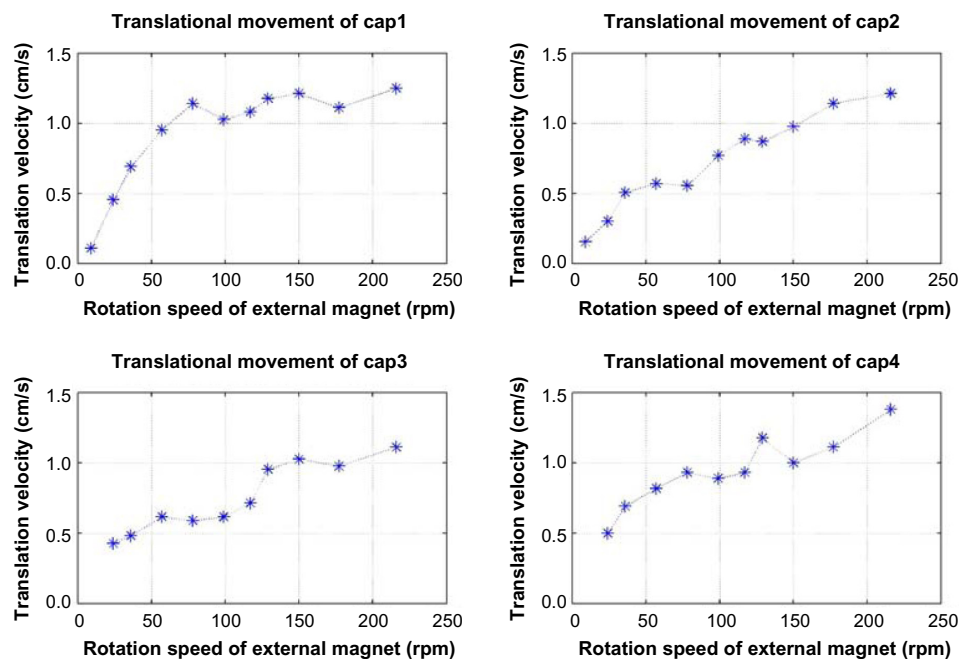 Translational movement of cap1
Translation velocity (cm/s)
1.5
1.0
0.5
0.0
0 50 100 150 200 250
Rotation speed of external magnet (rpm)
Translational movement of cap2
Translation velocity (cm/s)
1.5
1.0
0.5
0.0
0 50 100 150 200 250
Rotation speed of external magnet (rpm)
Translational movement of cap3
Translation velocity (cm/s)
1.5
1.0
0.5
0.0
0 50 100 150 200 250
Rotation speed of external magnet (rpm)
Translational movement of cap4
Translation velocity (cm/s)
1.5
1.0
0.5
0.0
0 50 100 150 200 250
Rotation speed of external magnet (rpm)